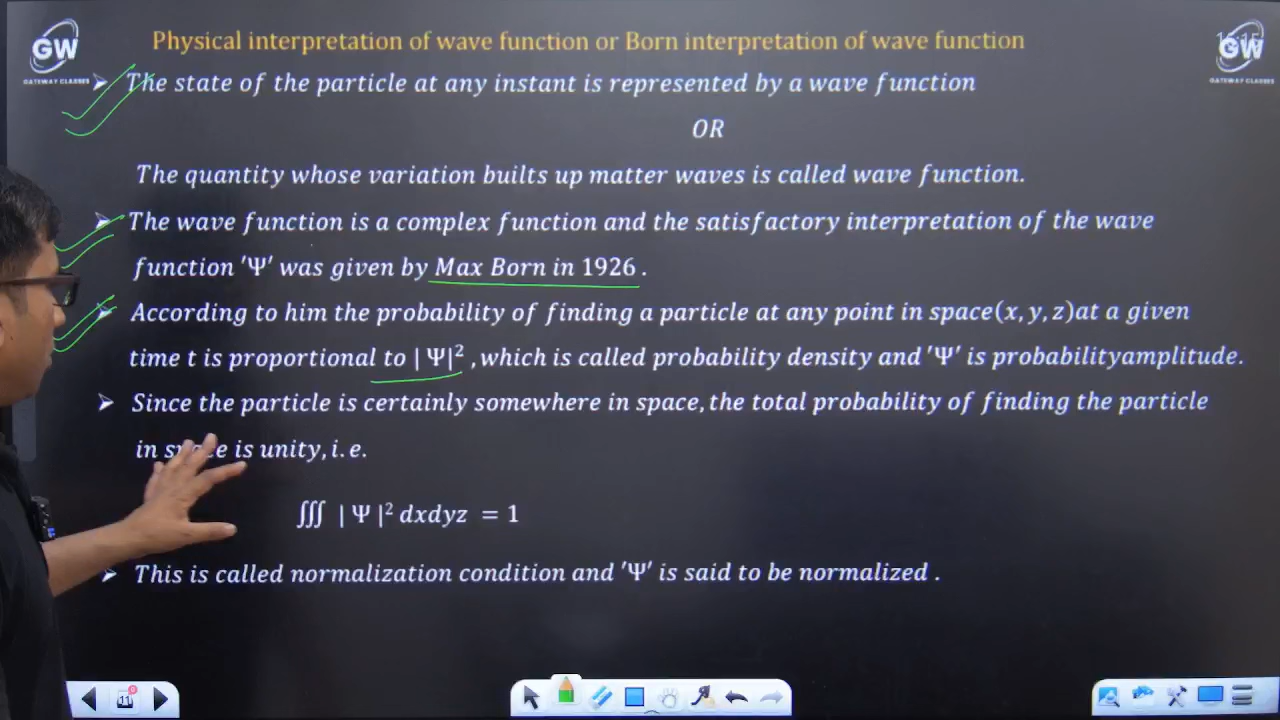 GW
GATEWAY CLASSES
Physical interpretation of wave function or Born interpretation of wave function
GW
GATEWAY CLASSES
➤ The state of the particle at any instant is represented by a wave function
OR
The quantity whose variation builts up matter waves is called wave function.
➤ The wave function is a complex function and the satisfactory interpretation of the wave
function 'Ψ' was given by Max Born in 1926 .
➤ According to him the probability of finding a particle at any point in space(x, y, z)at a given
time t is proportional to | Ψ|² , which is called probability density and 'Ψ' is probabilityamplitude.
➤ Since the particle is certainly somewhere in space, the total probability of finding the particle
in space is unity, i. e.
∭ | Ψ |² dxdyz = 1
➤ This is called normalization condition and 'Ψ' is said to be normalized .
11